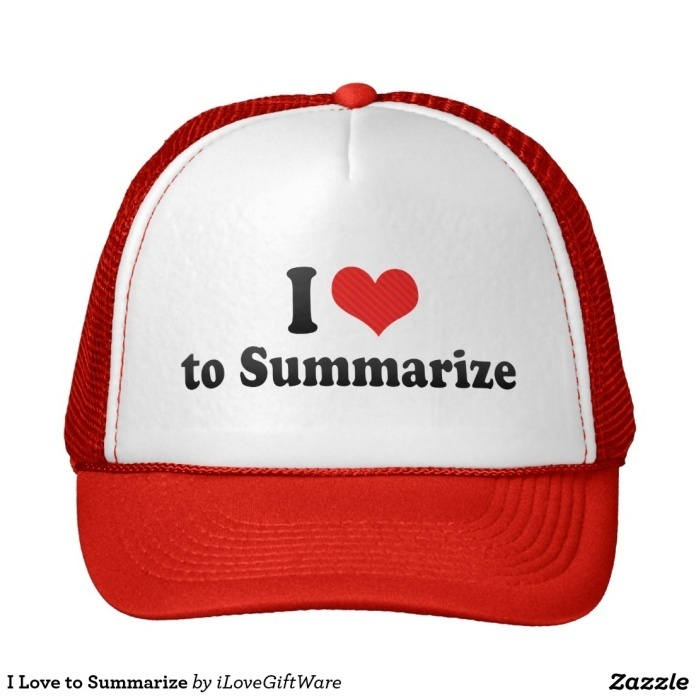 I
to Summarize
I Love to Summarize by iLoveGiftWare
Zazzle